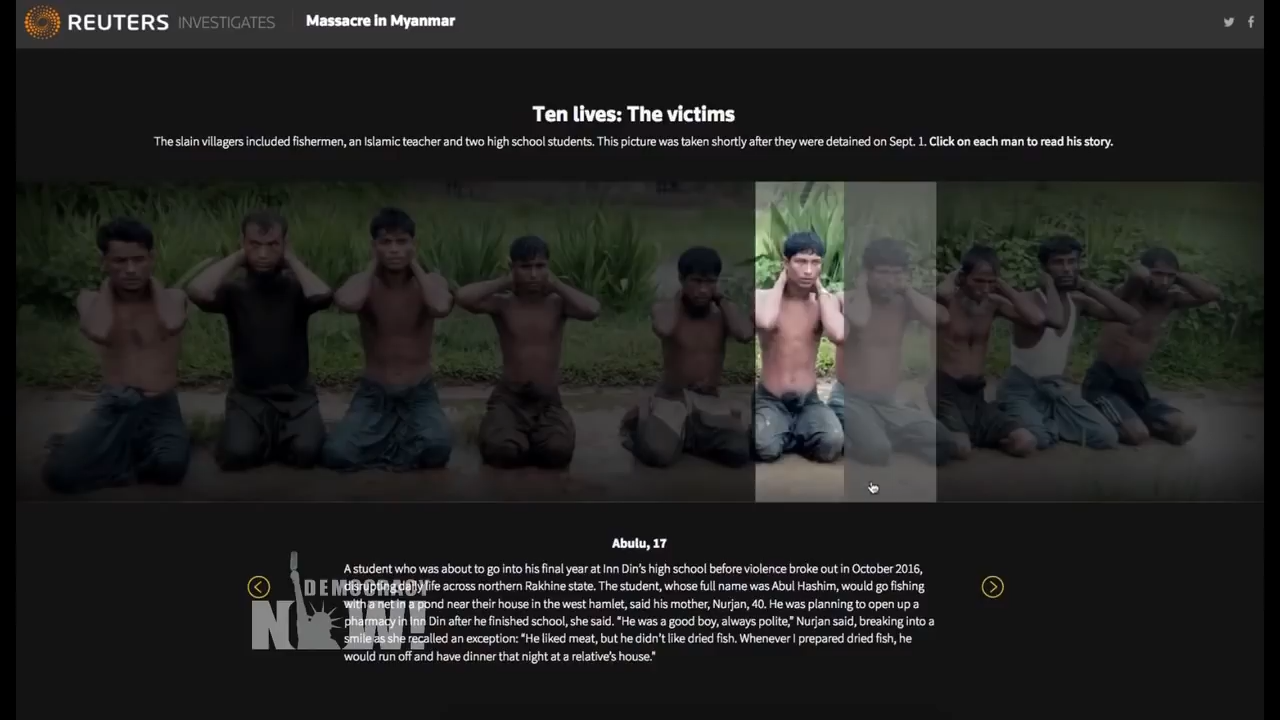 REUTERS INVESTIGATES Massacre in Myanmar
Ten lives: The victims
The slain villagers included fishermen, an Islamic teacher and two high school students. This picture was taken shortly after they were detained on Sept. 1. Click on each man to read his story.
Abulu, 17
A student who was about to go into his final year at Inn Din’s high school before violence broke out in October 2016,
disrupting daily life across northern Rakhine state. The student, whose full name was Abul Hashim, would go fishing
with a net in a pond near their house in the west hamlet, said his mother, Nurjan, 40. He was planning to open up a
pharmacy in Inn Din after he finished school, she said. “He was a good boy, always polite,” Nurjan said, breaking into a
smile as she recalled an exception: “He liked meat, but he didn’t like dried fish. Whenever I prepared dried fish, he
would run off and have dinner that night at a relative’s house.”
DEMOCRACY
NOW!